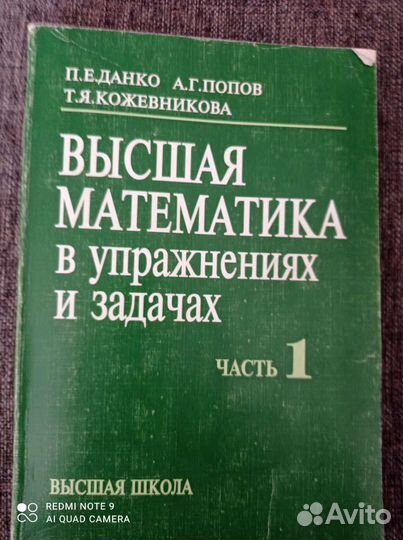 П.Е.ДАНКО А.Г.ПОПОВ
Т.Я.КОЖЕВНИКОВА
ВЫСШАЯ
МАТЕМАТИКА
в упражнениях
и задачах
ЧАСТЬ 1
ВЫСШАЯ ШКОЛА
REDMI NOTE 9
AI QUAD CAMERA
Avito